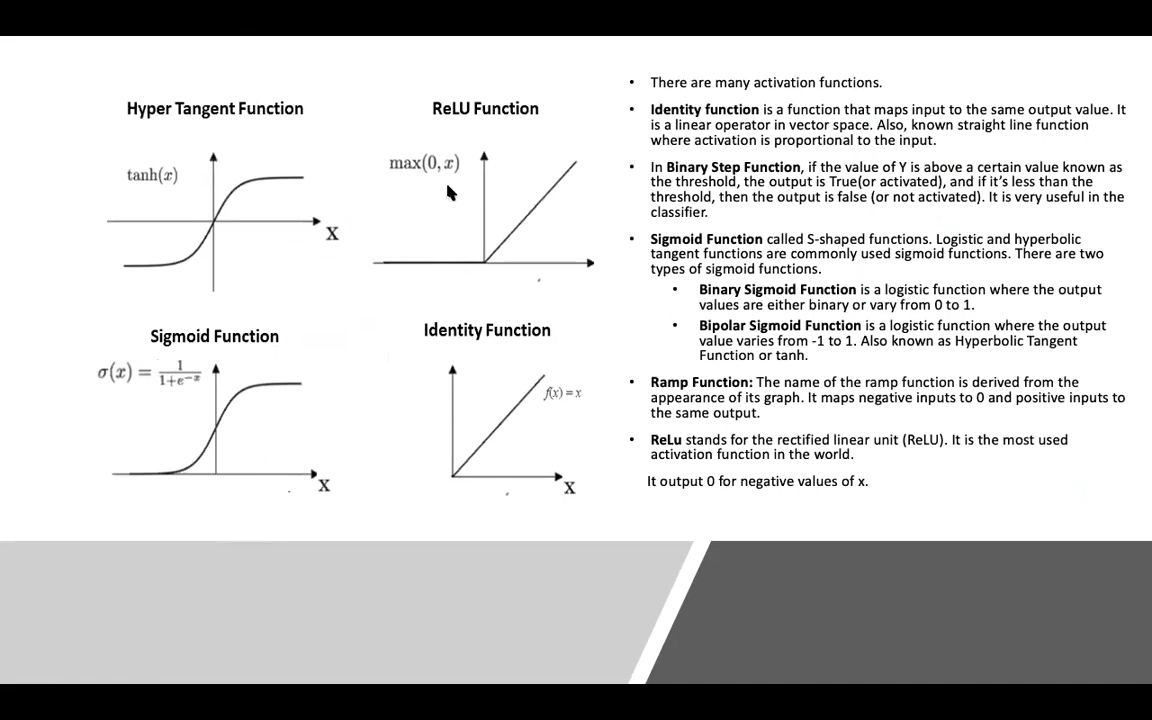 Hyper Tangent Function
tanh(x)
X
ReLU Function
max(0, x)
Sigmoid Function
σ(x) = 1/(1+e^-x)
X
Identity Function
f(x) = x
X
• There are many activation functions.
• Identity function is a function that maps input to the same output value. It
is a linear operator in vector space. Also, known straight line function
where activation is proportional to the input.
• In Binary Step Function, if the value of Y is above a certain value known as
the threshold, the output is True(or activated), and if it's less than the
threshold, then the output is false (or not activated). It is very useful in the
classifier.
• Sigmoid Function called S-shaped functions. Logistic and hyperbolic
tangent functions are commonly used sigmoid functions. There are two
types of sigmoid functions.
• Binary Sigmoid Function is a logistic function where the output
values are either binary or vary from 0 to 1.
• Bipolar Sigmoid Function is a logistic function where the output
value varies from -1 to 1. Also known as Hyperbolic Tangent
Function or tanh.
• Ramp Function: The name of the ramp function is derived from the
appearance of its graph. It maps negative inputs to 0 and positive inputs to
the same output.
• ReLu stands for the rectified linear unit (ReLU). It is the most used
activation function in the world.
It output 0 for negative values of x.